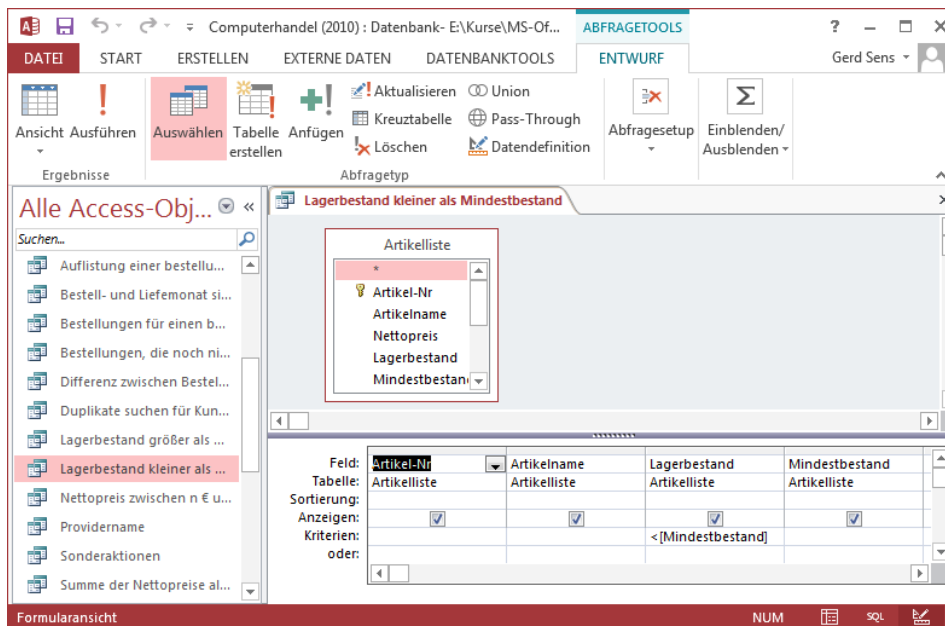 Computerhandel (2010) : Datenbank- E:\Kurse\MS-Of...
ABFRAGETOOLS
?
DATEI START ERSTELLEN EXTERNE DATEN DATENBANKTOOLS ENTWURF Gerd Sens
Ansicht Ausführen
Ergebnisse
Auswählen Tabelle erstellen Anfügen
Aktualisieren Union
Kreuztabelle Pass-Through
Löschen Datendefinition
Abfragetyp
Abfragesetup
Einblenden/
Ausblenden
Alle Access-Obj... «
Suchen...
Auflistung einer bestellu...
Bestell- und Liefemonat si...
Bestellungen für einen b...
Bestellungen, die noch ni...
Differenz zwischen Bestel...
Duplikate suchen für Kun...
Lagerbestand größer als ...
Lagerbestand kleiner als ...
Nettopreis zwischen n € u...
Providername
Sonderaktionen
Summe der Nettopreise al...
Lagerbestand kleiner als Mindestbestand
Artikelliste
*
Artikel-Nr
Artikelname
Nettopreis
Lagerbestand
Mindestbestan
Feld: Artikel-Nr Artikelname Lagerbestand Mindestbestand
Tabelle: Artikelliste Artikelliste Artikelliste Artikelliste
Sortierung:
Anzeigen:
Kriterien: <[Mindestbestand]
oder:
Formularansicht NUM SQL